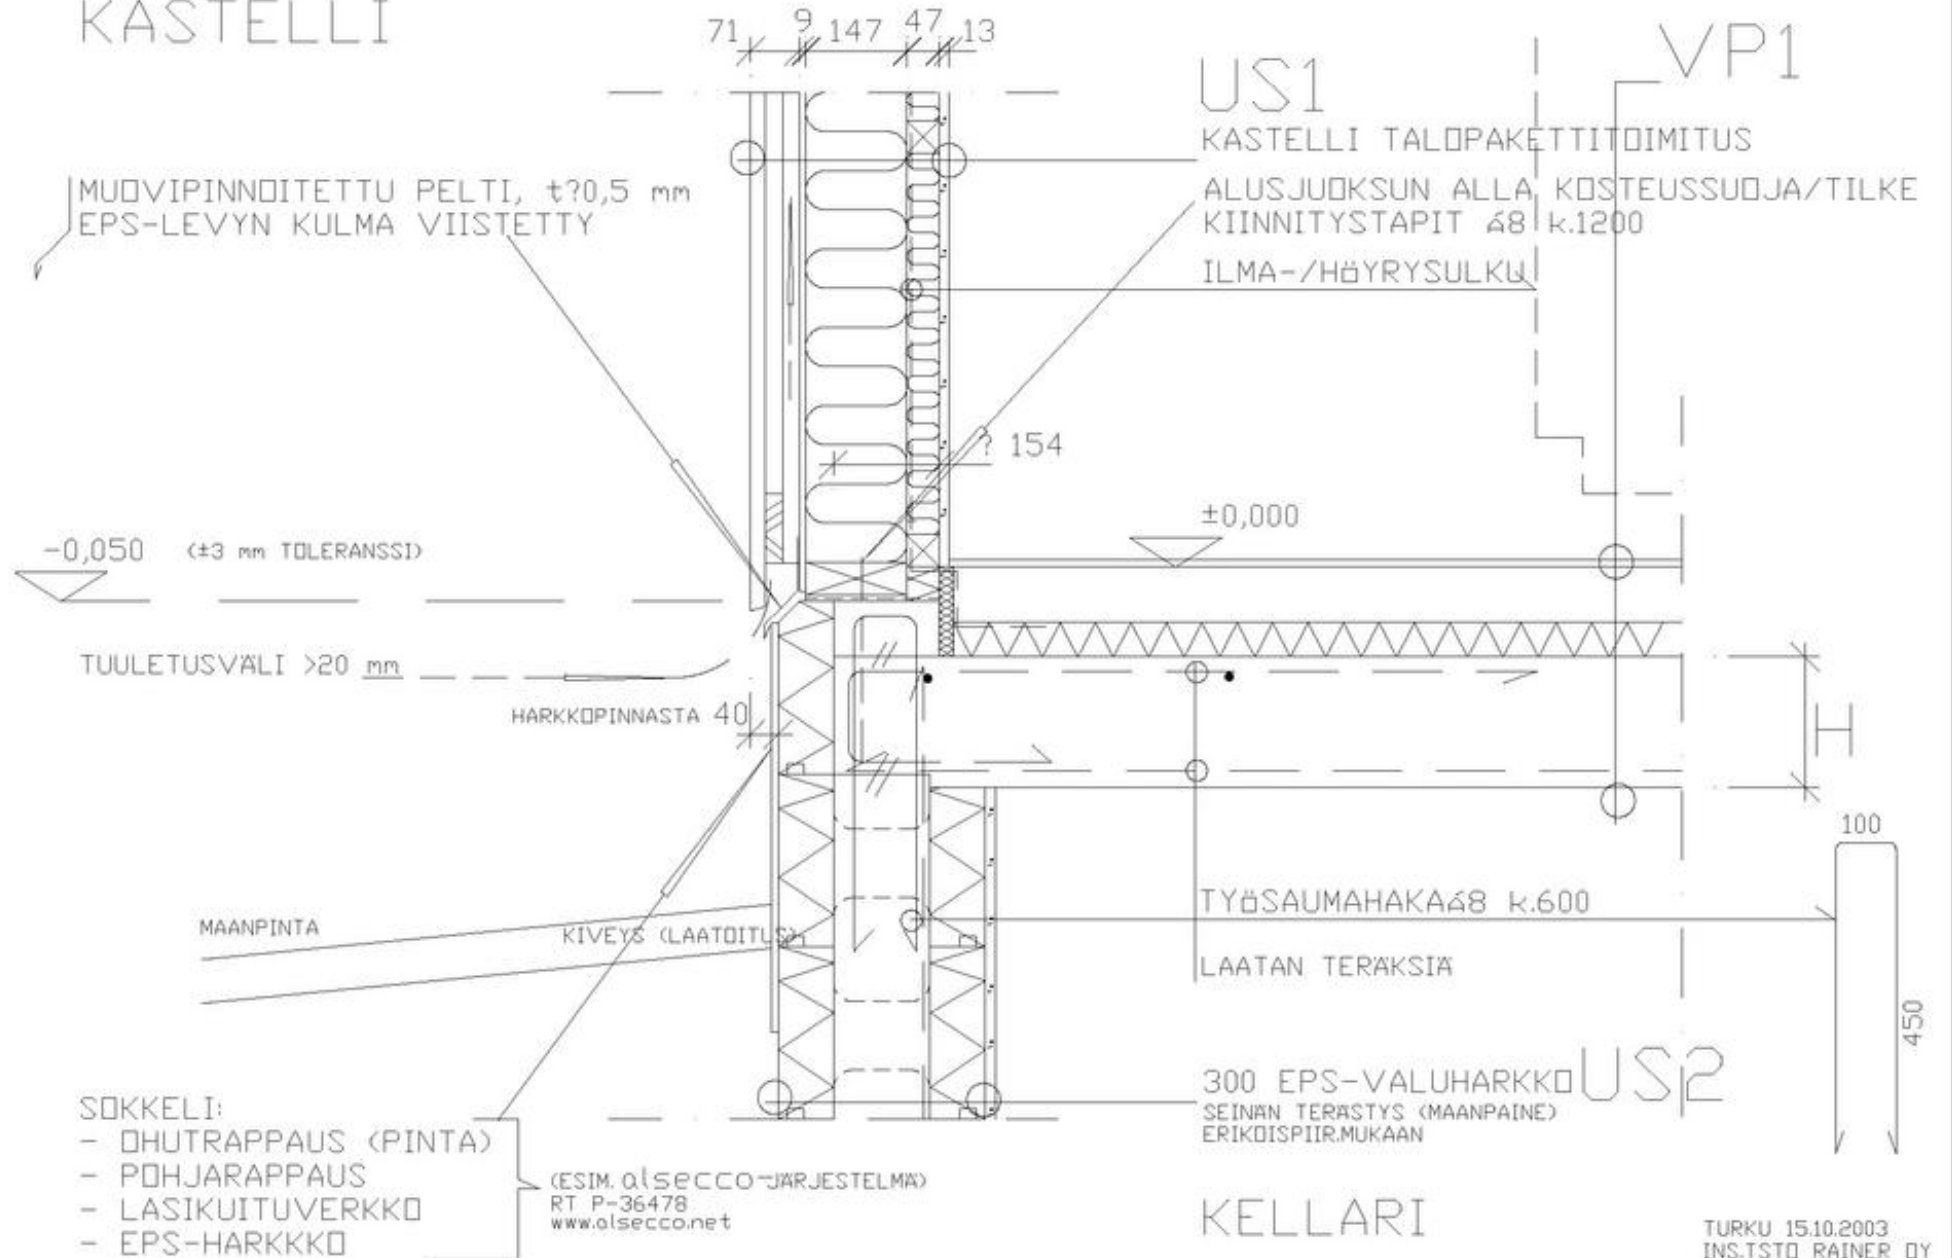 KASTELLI
71 9 147 47 13
US1
VP1
KASTELLI TALOPAKETTITOIMITUS
ALUSJUOKSUN ALLA KOSTEUSSUOJA/TILKE
KIINNITYSTAPIT á8 k.1200
ILMA-/HöYRYSULKU
MUOVIPINNOITETTU PELTI, t?0,5 mm
EPS-LEVYN KULMA VIISTETTY
? 154
±0,000
-0,050 (±3 mm TOLERANSSI)
TUULETUSVÄLI >20 mm
HARKKOPINNASTA 40
H
100
450
TYöSAUMAHAKAá8 k.600
MAANPINTA
KIVEYS (LAATOITUS)
LAATAN TERÄKSIÄ
300 EPS-VALUHARKKO US2
SEINÄN TERÄSTYS (MAANPAINE)
ERIKOISPIIR.MUKAAN
SOKKELI:
- OHUTRAPPAUS (PINTA)
- POHJARAPPAUS
- LASIKUITUVERKKO
- EPS-HARKKKO
(ESIM. alsecco-JÄRJESTELMÄ)
RT P-36478
www.alsecco.net
KELLARI
TURKU 15.10.2003
INS.TSTO RAINER OY